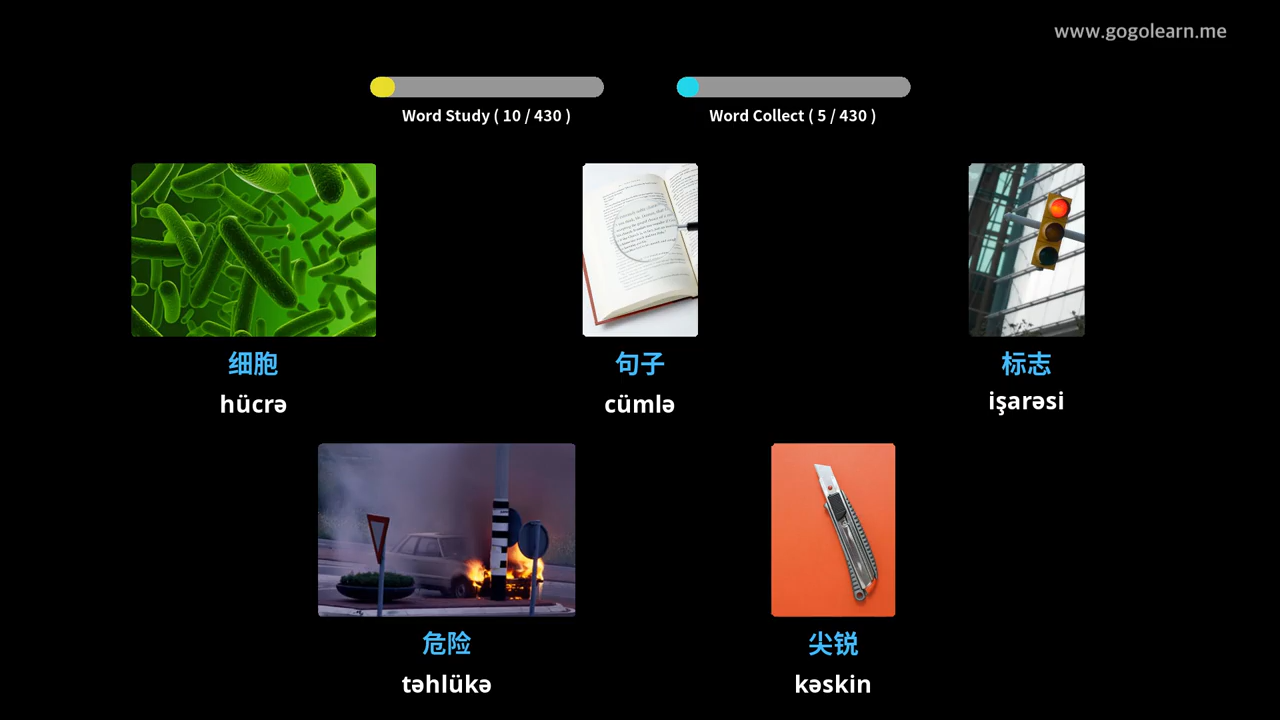 www.gogolearn.me
Word Study ( 10 / 430 )
Word Collect ( 5 / 430 )
细胞
句子
标志
hücrə
cümlə
işarəsi
危险
尖锐
təhlükə
kəskin